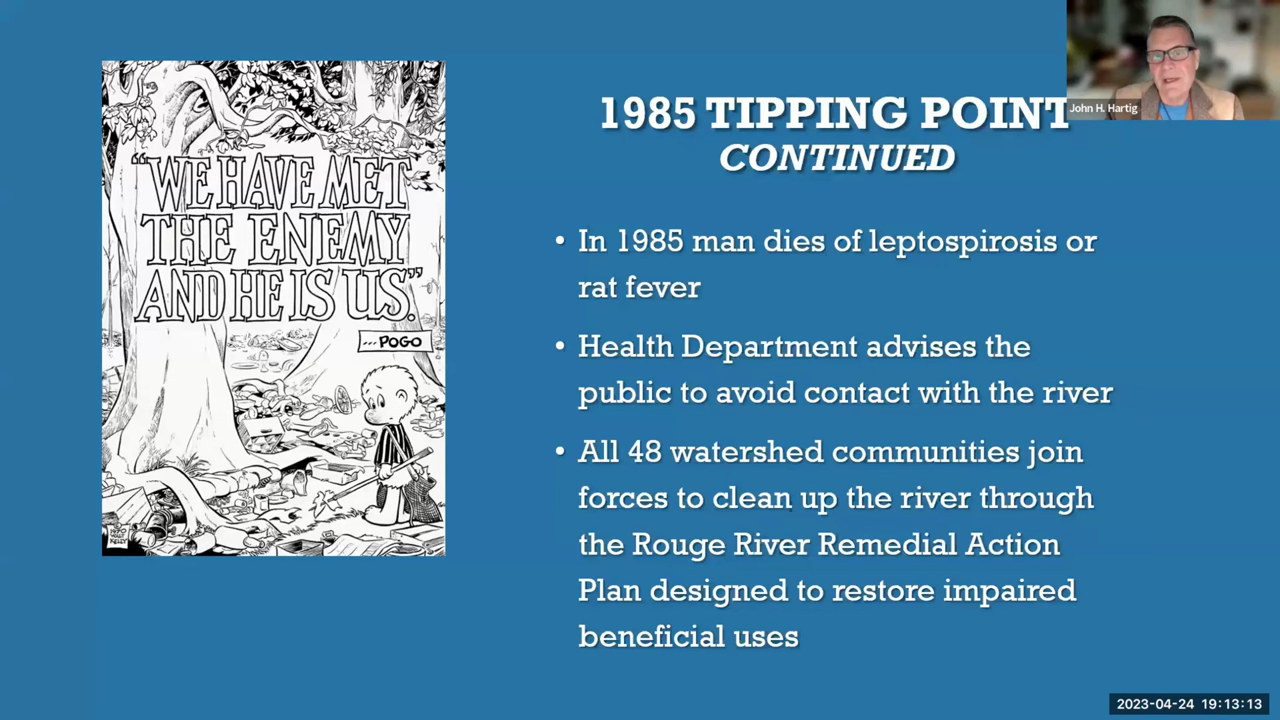 "WE HAVE MET
THE ENEMY
AND HE IS US."
...POGO
WALT
KELLY
1985 TIPPING POINT
CONTINUED
• In 1985 man dies of leptospirosis or
rat fever
• Health Department advises the
public to avoid contact with the river
• All 48 watershed communities join
forces to clean up the river through
the Rouge River Remedial Action
Plan designed to restore impaired
beneficial uses
John H. Hartig
2023-04-24 19:13:13